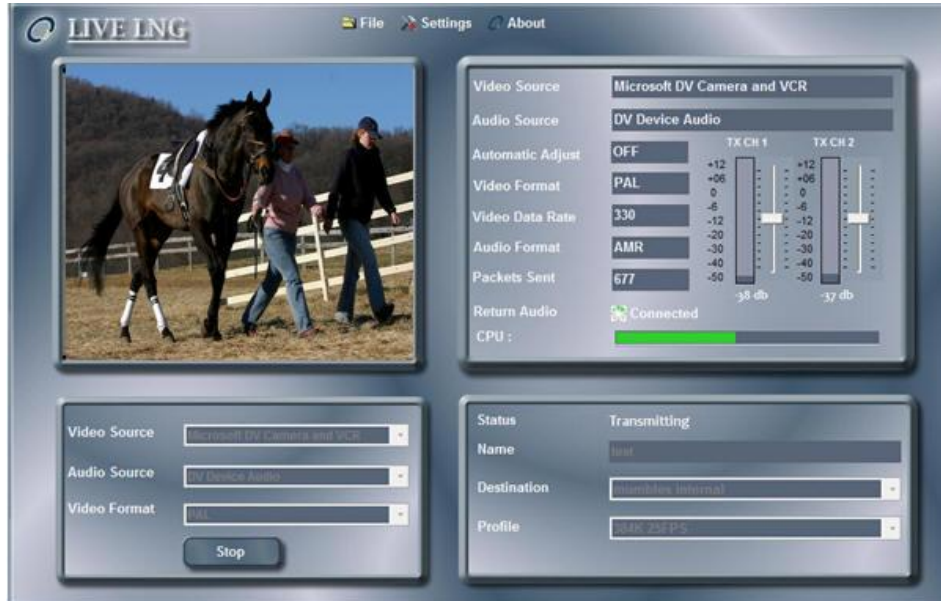 LIVE LNG
File Settings About
Video Source Microsoft DV Camera and VCR
Audio Source DV Device Audio
TX CH 1 TX CH 2
Automatic Adjust OFF
Video Format PAL
Video Data Rate 330
Audio Format AMR
Packets Sent 677
+12 +12
+06 +06
0 0
-6 -6
-12 -12
-20 -20
-30 -30
-40 -40
-50 -50
-38 db -37 db
Return Audio Connected
CPU :
Video Source Microsoft DV Camera and VCR
Audio Source DV Device Audio
Video Format PAL
Stop
Status Transmitting
Name test
Destination mumbles internal
Profile 384K 25FPS